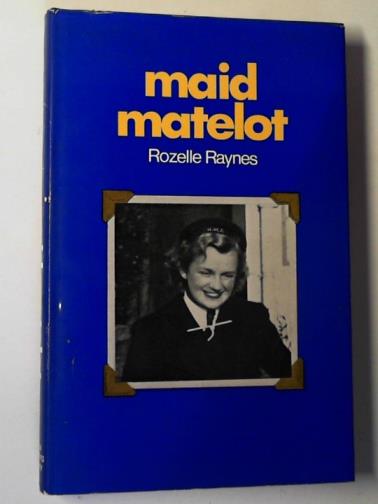 maid
matelot
Rozelle Raynes
H.M.S.